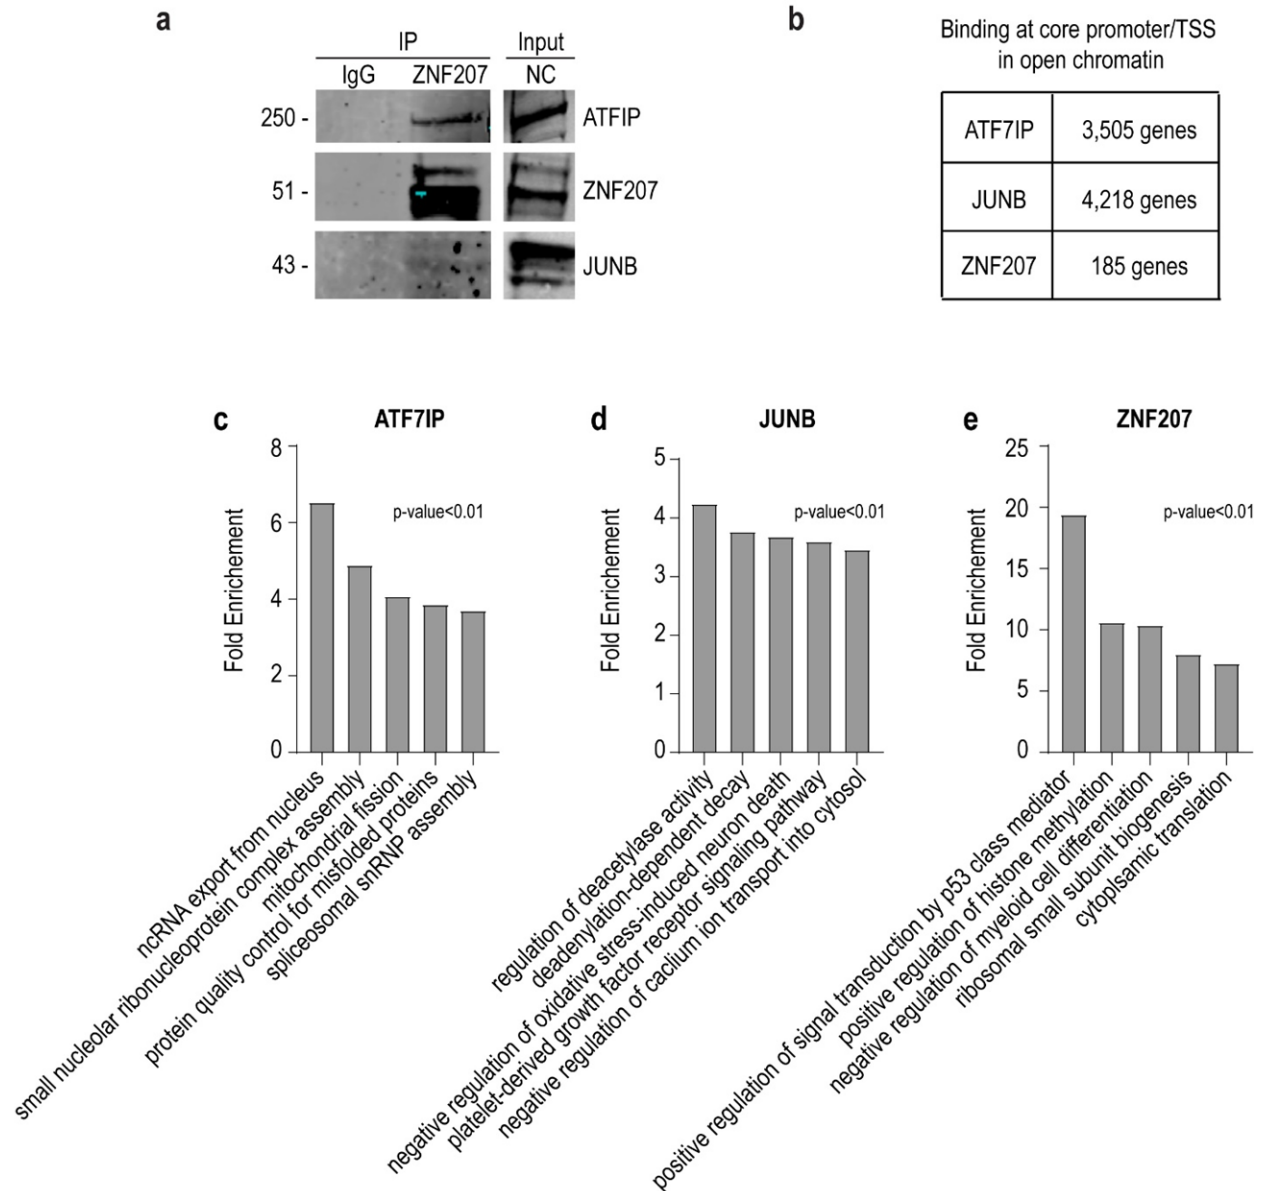 a
IP
Input
IgG
ZNF207
NC
250 -
ATFIP
51 -
ZNF207
43 -
JUNB
b
Binding at core promoter/TSS
in open chromatin
ATF7IP
3,505 genes
JUNB
4,218 genes
ZNF207
185 genes
c
ATF7IP
Fold Enrichement
8
6
4
2
0
p-value<0.01
ncRNA export from nucleus
small nucleolar ribonucleoprotein complex assembly
mitochondrial fission
protein quality control for misfolded proteins
spliceosomal snRNP assembly
d
JUNB
Fold Enrichement
5
4
3
2
1
0
p-value<0.01
regulation of deacetylase activity
deadenylation-dependent decay
negative regulation of oxidative stress-induced neuron death
platelet-derived growth factor receptor signaling pathway
negative regulation of caclium ion transport into cytosol
e
ZNF207
Fold Enrichement
25
20
15
10
5
0
p-value<0.01
positive regulation of signal transduction by p53 class mediator
positive regulation of histone methylation
negative regulation of myeloid cell differentiation
ribosomal small subunit biogenesis
cytoplsamic translation